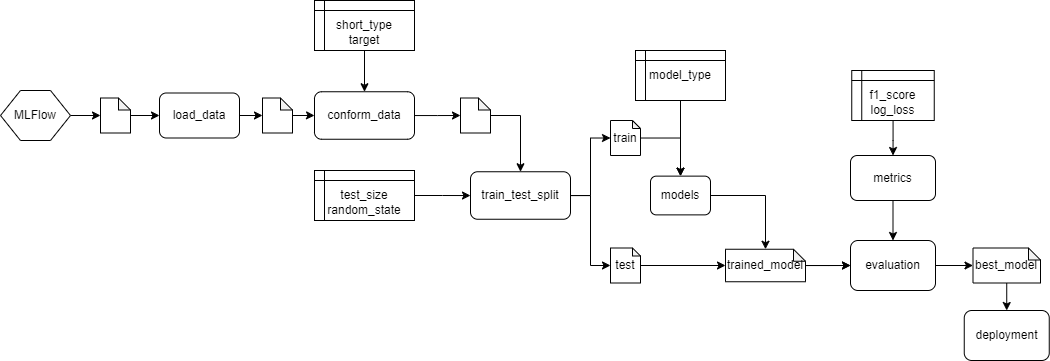 short_type
target
MLFlow
load_data
conform_data
model_type
f1_score
log_loss
train
test_size
random_state
train_test_split
models
metrics
test
trained_model
evaluation
best_model
deployment